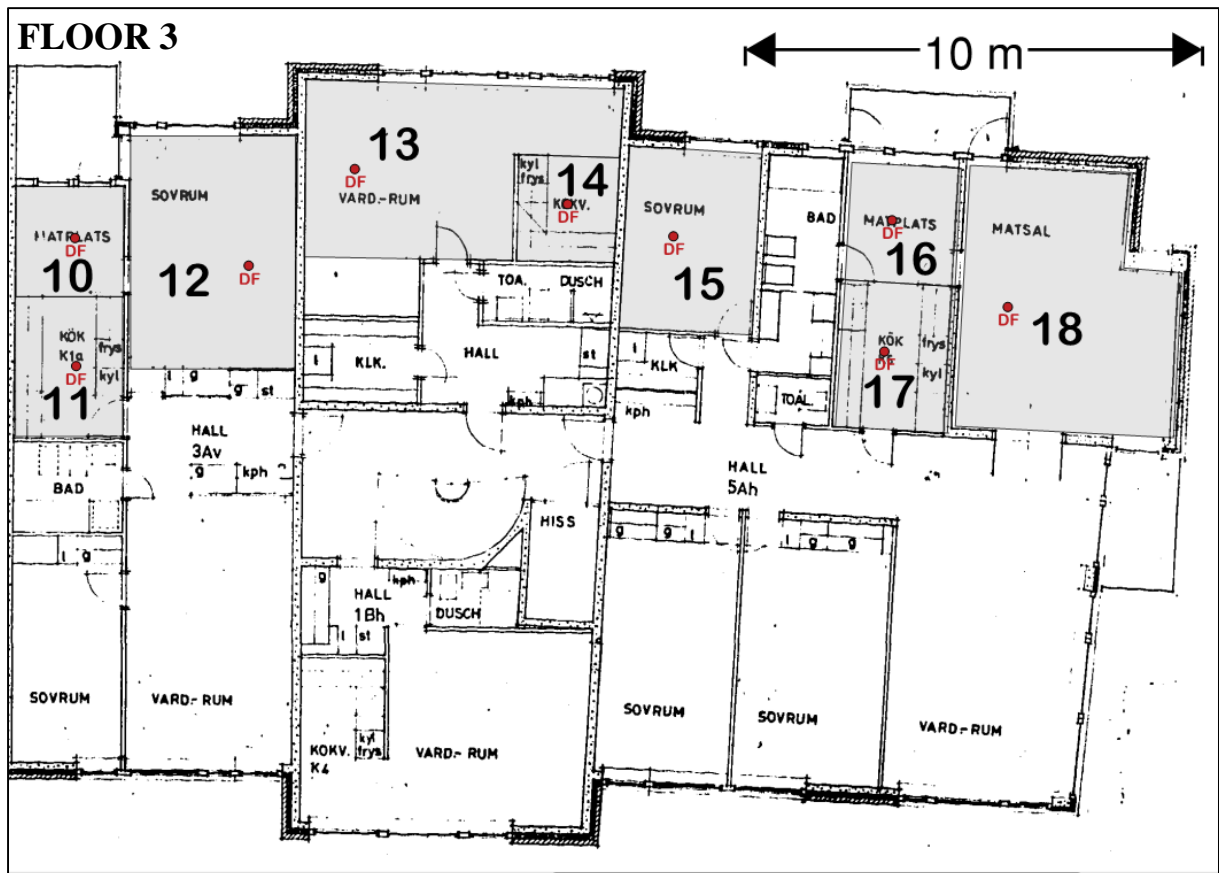 FLOOR 3
10 m
13
DF
VARD.-RUM
kyl
frys
14
KOKV.
DF
SOVRUM
12
DF
MATPLATS
DF
10
KÖK
K1a
frys
kyl
DF
11
SOVRUM
DF
15
BAD
MATPLATS
DF
16
KÖK
DF
frys
kyl
17
MATSAL
DF
18
TOA.
DUSCH
HALL
st
kph
l
KLK.
l
KLK
kph
TOAL
l
g
g
st
HALL
3Av
g
kph
BAD
l
g
HISS
HALL
5Ah
g
g
l
l
g
g
g
kph
HALL
1Bh
l
st
DUSCH
SOVRUM
VARD.-RUM
KOKV.
K4
kyl
frys
VARD.-RUM
SOVRUM
SOVRUM
VARD.-RUM